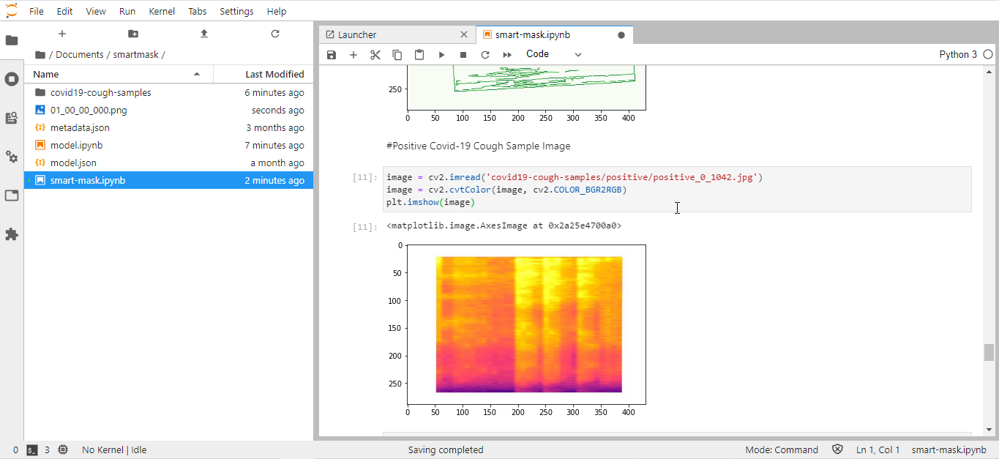 File Edit View Run Kernel Tabs Settings Help
/ Documents / smartmask /
Name Last Modified
covid19-cough-samples 6 minutes ago
01_00_00_000.png seconds ago
metadata.json 3 months ago
model.ipynb 7 minutes ago
model.json a month ago
smart-mask.ipynb 2 minutes ago
Launcher smart-mask.ipynb
Code Python 3
250
0 50 100 150 200 250 300 350 400
#Positive Covid-19 Cough Sample Image
[11]: image = cv2.imread('covid19-cough-samples/positive/positive_0_1042.jpg')
image = cv2.cvtColor(image, cv2.COLOR_BGR2RGB)
plt.imshow(image)
[11]: <matplotlib.image.AxesImage at 0x2a25e4700a0>
0
50
100
150
200
250
0 50 100 150 200 250 300 350 400
0 $_ 3 No Kernel | Idle Saving completed Mode: Command Ln 1, Col 1 smart-mask.ipynb